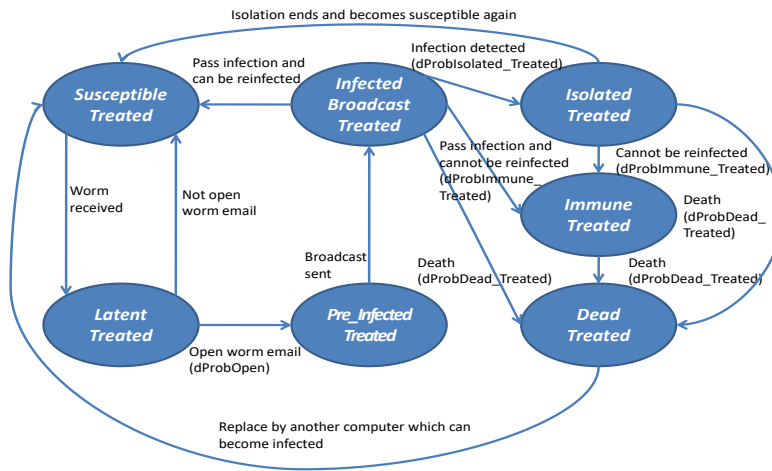 Isolation ends and becomes susceptible again
Pass infection and
can be reinfected
Infection detected
(dProbIsolated_Treated)
Susceptible
Treated
Infected
Broadcast
Treated
Isolated
Treated
Pass infection and
cannot be reinfected
(dProbImmune_
Treated)
Cannot be reinfected
(dProbImmune_Treated)
Worm
received
Not open
worm email
Immune
Treated
Death
(dProbDead_
Treated)
Broadcast
sent
Death
(dProbDead_Treated)
Death
(dProbDead_Treated)
Latent
Treated
Pre_Infected
Treated
Dead
Treated
Open worm email
(dProbOpen)
Replace by another computer which can
become infected